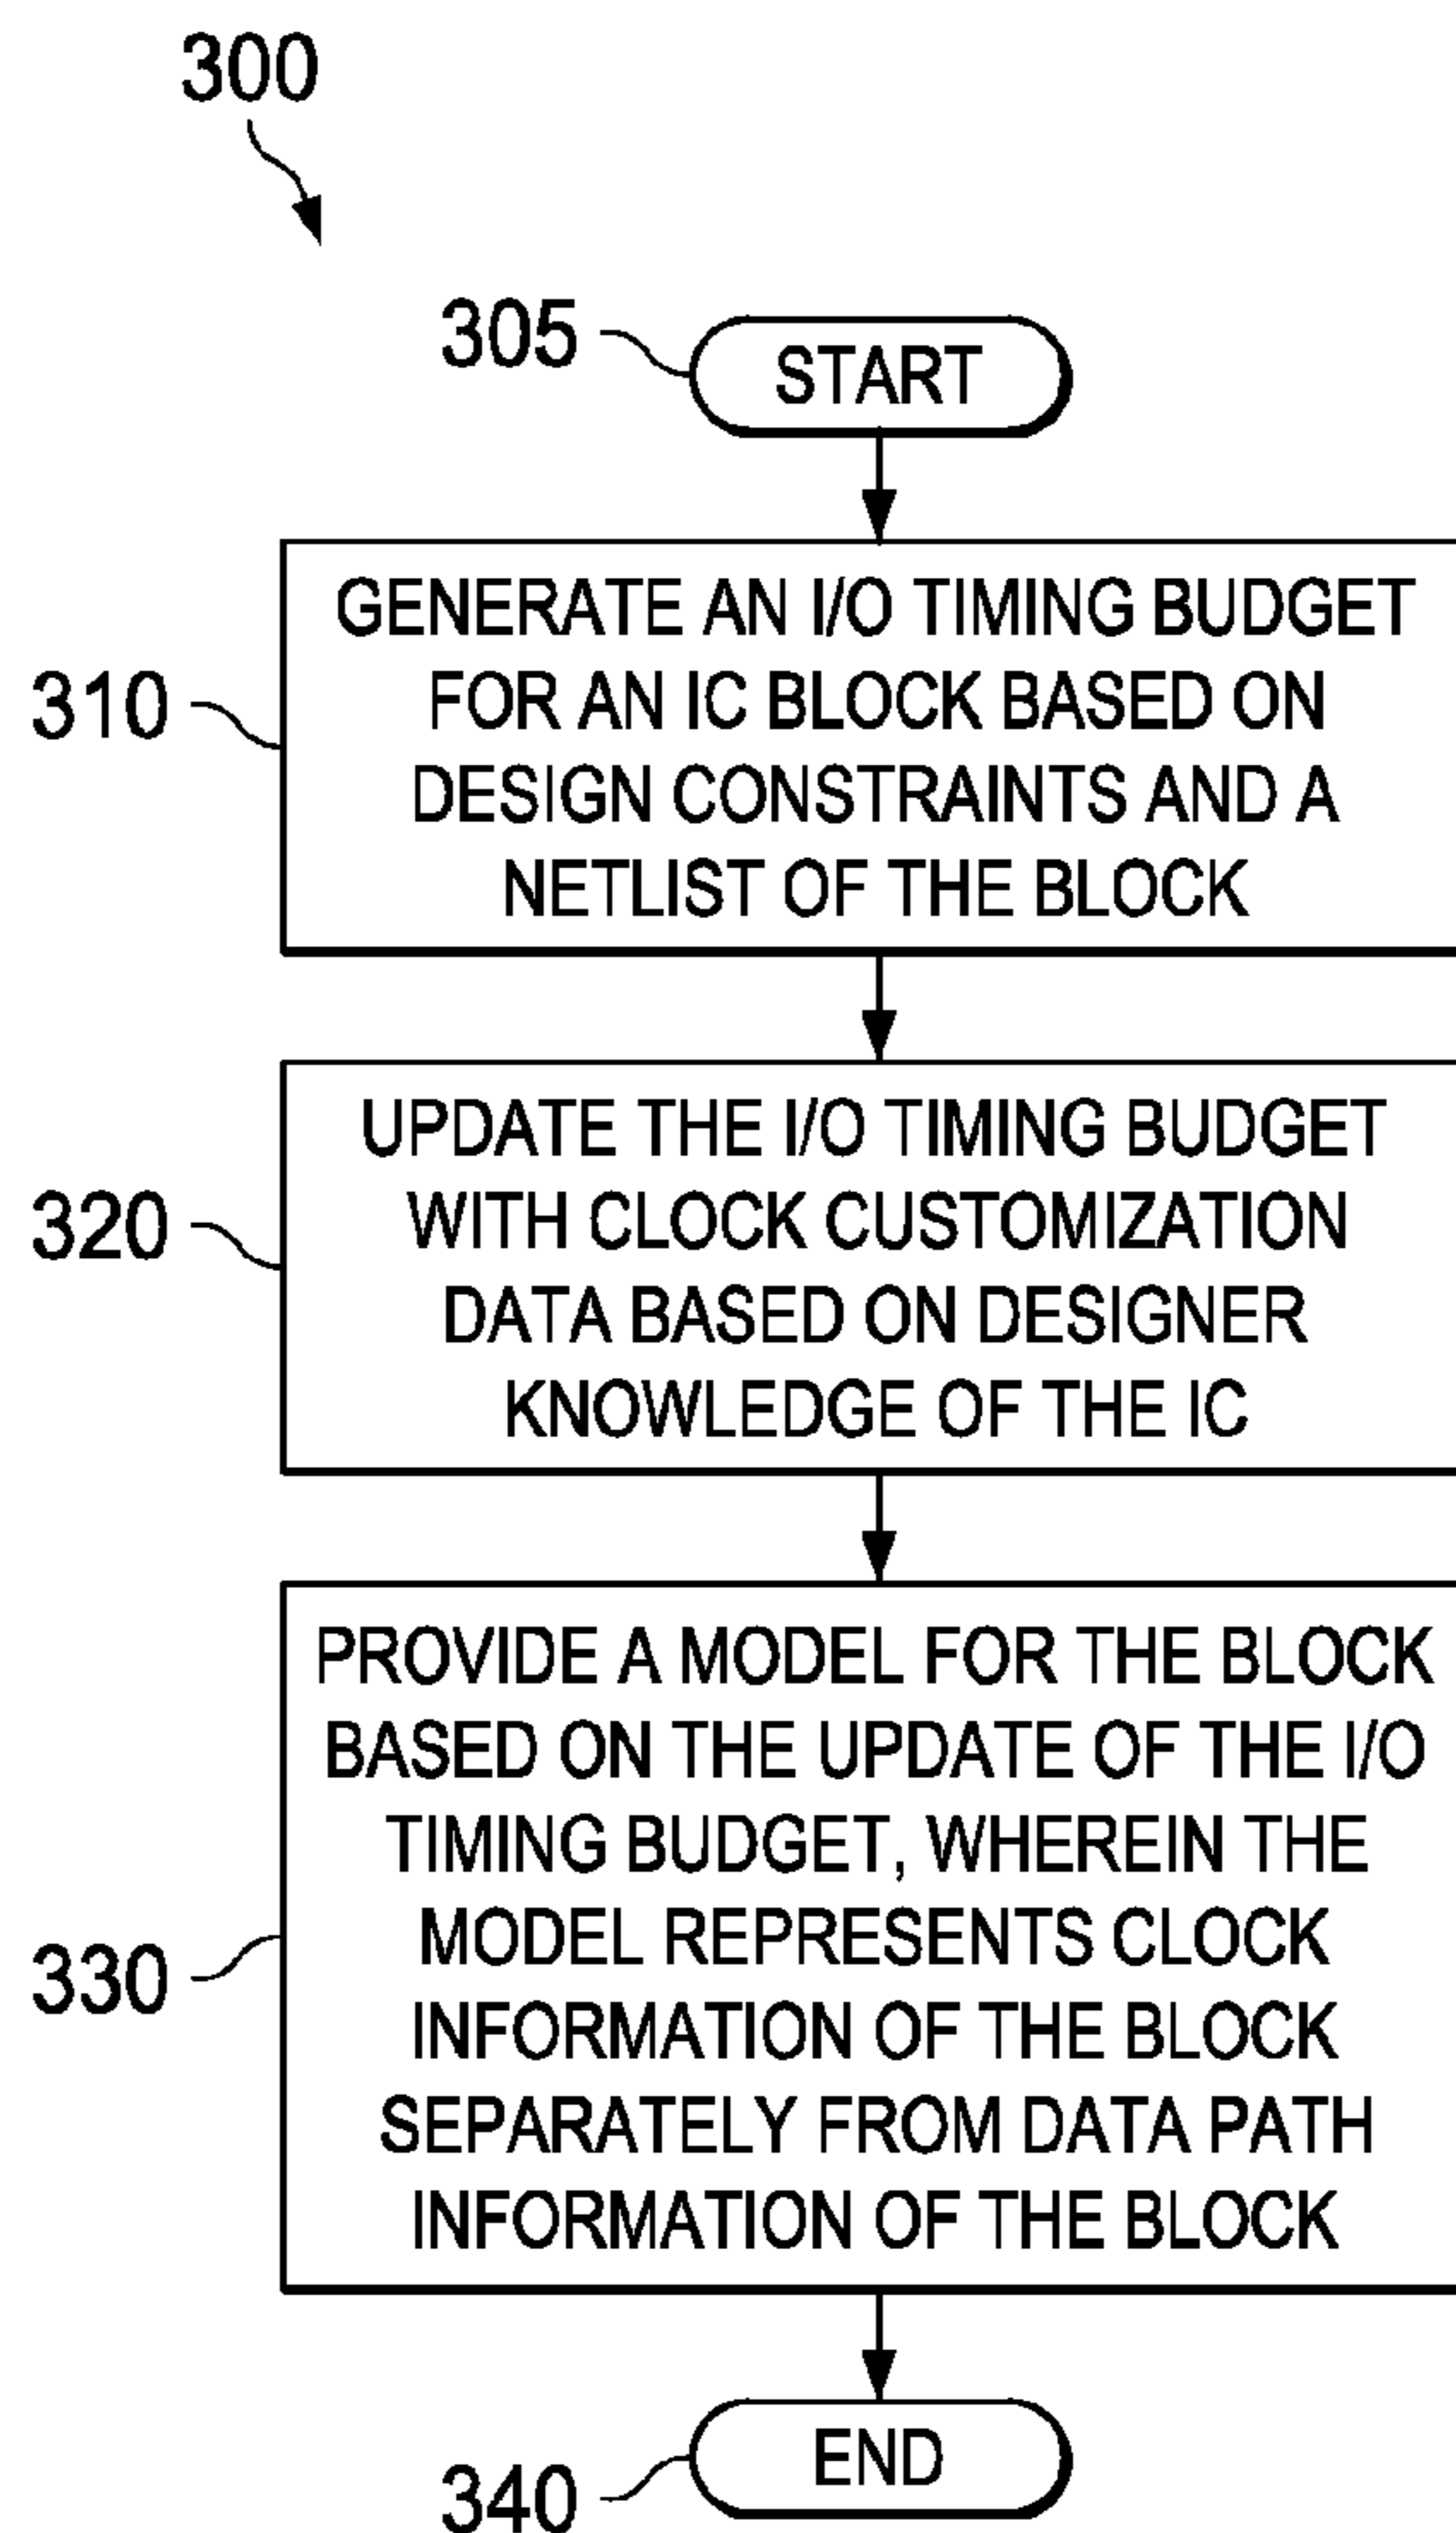 300
305
START
310
GENERATE AN I/O TIMING BUDGET
FOR AN IC BLOCK BASED ON
DESIGN CONSTRAINTS AND A
NETLIST OF THE BLOCK
320
UPDATE THE I/O TIMING BUDGET
WITH CLOCK CUSTOMIZATION
DATA BASED ON DESIGNER
KNOWLEDGE OF THE IC
330
PROVIDE A MODEL FOR THE BLOCK
BASED ON THE UPDATE OF THE I/O
TIMING BUDGET, WHEREIN THE
MODEL REPRESENTS CLOCK
INFORMATION OF THE BLOCK
SEPARATELY FROM DATA PATH
INFORMATION OF THE BLOCK
340
END